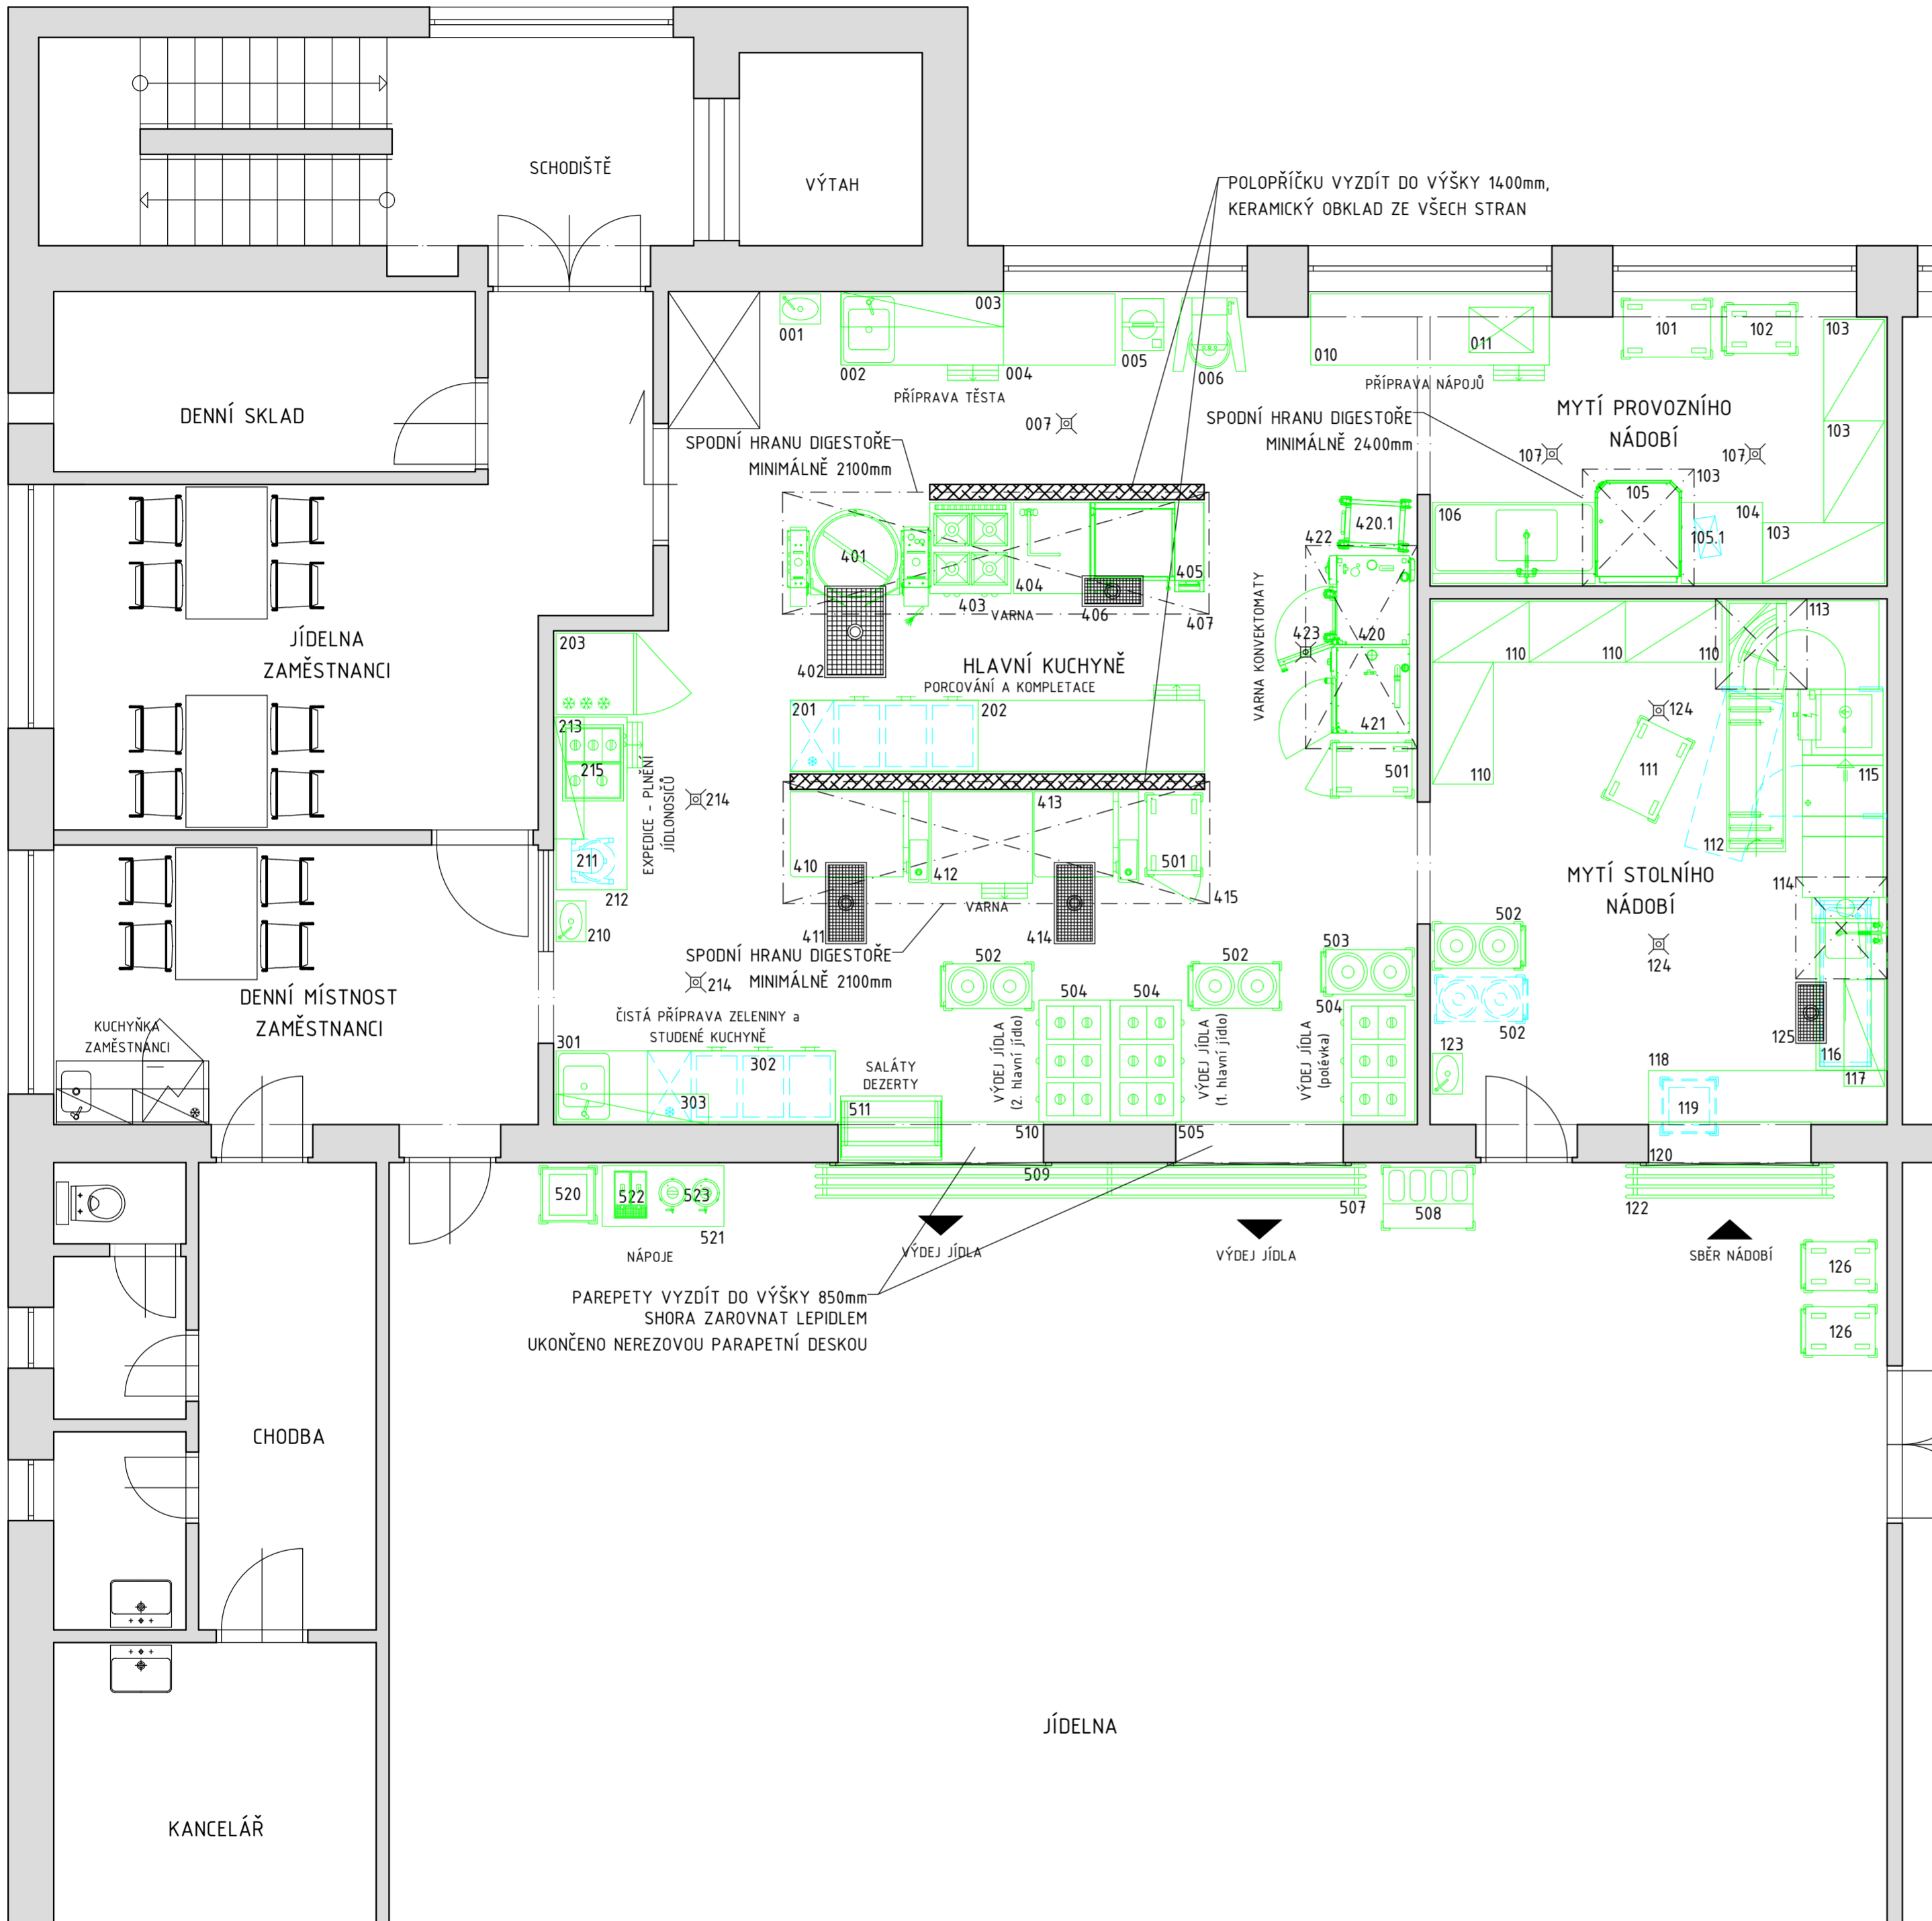 SCHODIŠTĚ
VÝTAH
POLOPŘÍČKU VYZDÍT DO VÝŠKY 1400mm,
KERAMICKÝ OBKLAD ZE VŠECH STRAN
001
002
003
004
005
006
PŘÍPRAVA TĚSTA
007
010
011
PŘÍPRAVA NÁPOJŮ
101
102
103
103
MYTÍ PROVOZNÍHO
NÁDOBÍ
107
107
103
SPODNÍ HRANU DIGESTOŘE
MINIMÁLNĚ 2400mm
DENNÍ SKLAD
SPODNÍ HRANU DIGESTOŘE
MINIMÁLNĚ 2100mm
106
105
105.1
104
103
401
402
403
404
405
406
407
VARNA
420.1
422
420
423
421
VARNA KONVEKTOMATY
501
JÍDELNA
ZAMĚSTNANCI
203
HLAVNÍ KUCHYNĚ
PORCOVÁNÍ A KOMPLETACE
201
202
213
215
EXPEDICE - PLNĚNÍ
JÍDLONOSIČŮ
214
211
212
210
214
410
411
412
413
414
501
415
VARNA
SPODNÍ HRANU DIGESTOŘE
MINIMÁLNĚ 2100mm
110
110
110
110
113
124
111
112
115
114
MYTÍ STOLNÍHO
NÁDOBÍ
502
124
502
125
116
117
123
118
119
120
122
DENNÍ MÍSTNOST
ZAMĚSTNANCI
KUCHYŇKA
ZAMĚSTNANCI
ČISTÁ PŘÍPRAVA ZELENINY a
STUDENÉ KUCHYNĚ
301
302
303
SALÁTY
DEZERTY
511
502
502
503
504
504
504
VÝDEJ JÍDLA
(2. hlavní jídlo)
VÝDEJ JÍDLA
(1. hlavní jídlo)
VÝDEJ JÍDLA
(polévka)
510
505
509
507
508
520
522
523
521
NÁPOJE
VÝDEJ JÍDLA
VÝDEJ JÍDLA
SBĚR NÁDOBÍ
126
126
PAREPETY VYZDÍT DO VÝŠKY 850mm
SHORA ZAROVNAT LEPIDLEM
UKONČENO NEREZOVOU PARAPETNÍ DESKOU
CHODBA
JÍDELNA
KANCELÁŘ